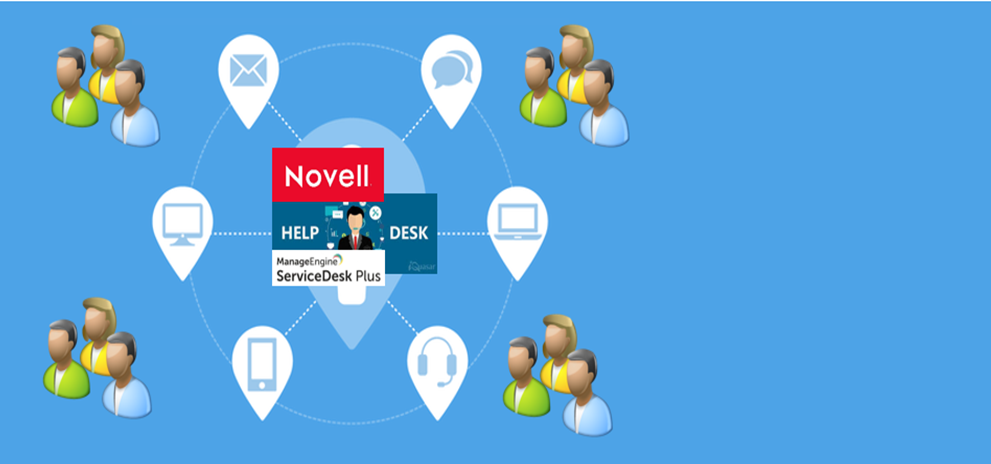 Novell
HELP DESK
ManageEngine
ServiceDesk Plus